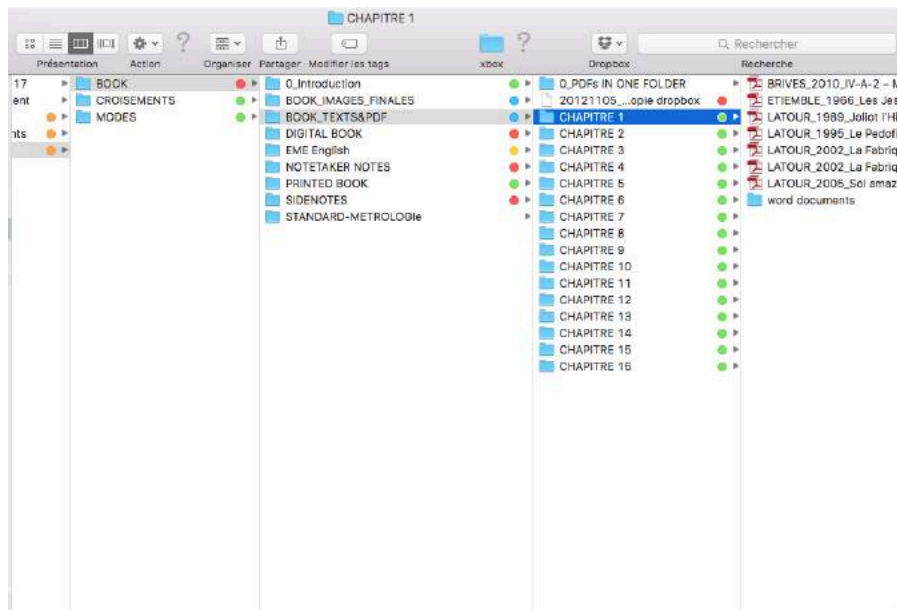 CHAPITRE 1
Présentation Action Organiser Partager Modifier les tags xbox Dropbox Recherche
Rechercher
17
ent
nts
BOOK
CROISEMENTS
MODES
0_Introduction
BOOK_IMAGES_FINALES
BOOK_TEXTS&PDF
DIGITAL BOOK
EME English
NOTETAKER NOTES
PRINTED BOOK
SIDENOTES
STANDARD-METROLOGIe
0_PDFs IN ONE FOLDER
20121105_...opie dropbox
CHAPITRE 1
CHAPITRE 2
CHAPITRE 3
CHAPITRE 4
CHAPITRE 5
CHAPITRE 6
CHAPITRE 7
CHAPITRE 8
CHAPITRE 9
CHAPITRE 10
CHAPITRE 11
CHAPITRE 12
CHAPITRE 13
CHAPITRE 14
CHAPITRE 15
CHAPITRE 16
BRIVES_2010_IV-A-2 – M
ETIEMBLE_1966_Les Jes
LATOUR_1989_Joliot l'Hi
LATOUR_1995_Le Pedofi
LATOUR_2002_La Fabriq
LATOUR_2002_La Fabriq
LATOUR_2005_Sol amaz
word documents